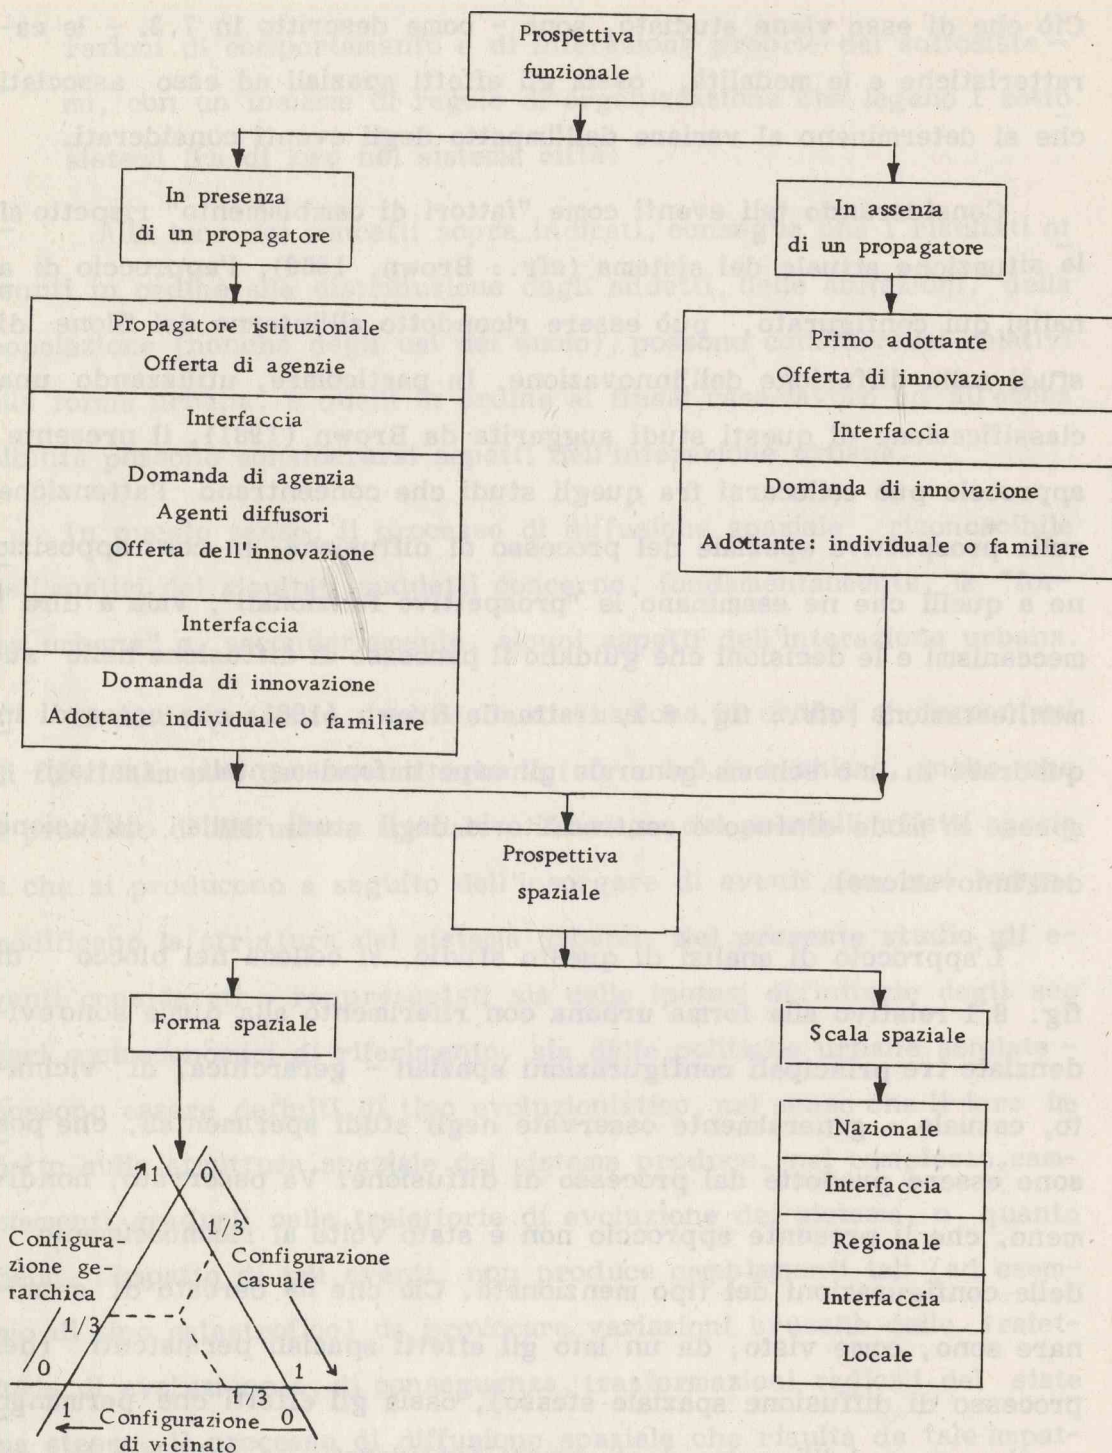 Prospettiva
funzionale
In presenza
di un propagatore
In assenza
di un propagatore
Propagatore istituzionale
Offerta di agenzie
Interfaccia
Domanda di agenzia
Agenti diffusori
Offerta dell'innovazione
Interfaccia
Domanda di innovazione
Adottante individuale o familiare
Primo adottante
Offerta di innovazione
Interfaccia
Domanda di innovazione
Adottante: individuale o familiare
Prospettiva
spaziale
Forma spaziale
Scala spaziale
Nazionale
Interfaccia
Regionale
Interfaccia
Locale
1
0
1/3
Configura-
zione ge-
rarchica
Configurazione
casuale
1/3
0
1
1/3
1
0
Configurazione
di vicinato